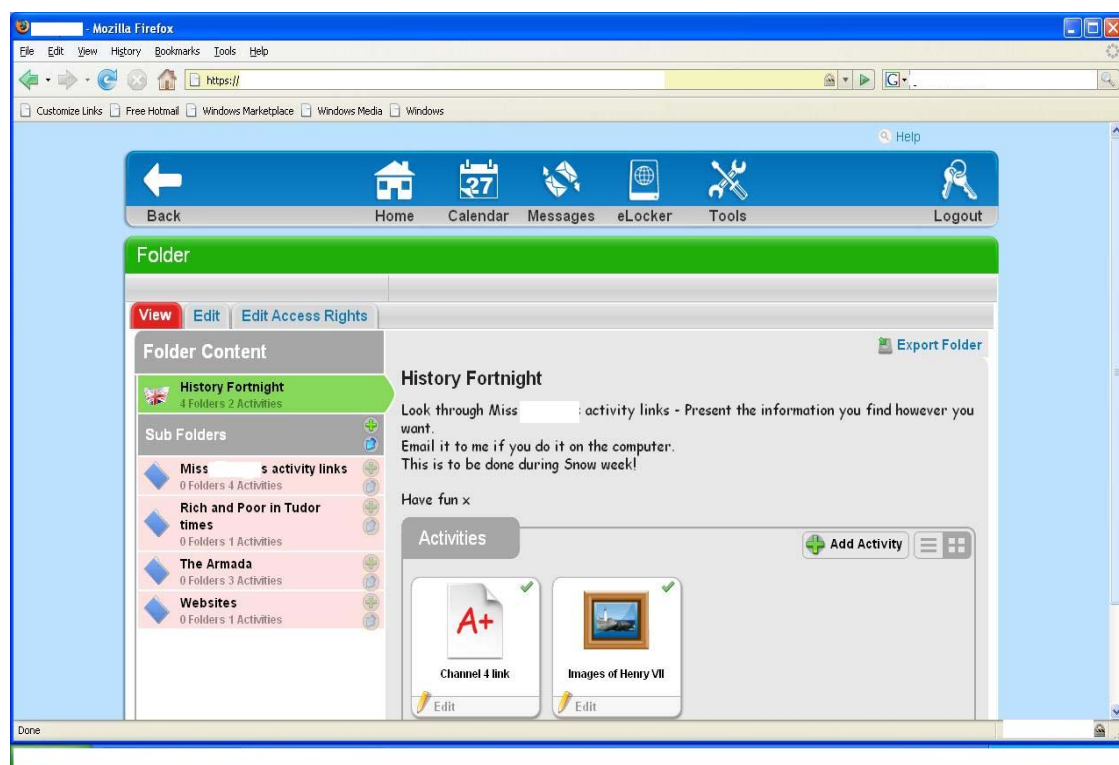 - Mozilla Firefox
File Edit View History Bookmarks Tools Help
https://
G
Customize Links Free Hotmail Windows Marketplace Windows Media Windows
Help
27
Back Home Calendar Messages eLocker Tools Logout
Folder
View Edit Edit Access Rights
Folder Content
Export Folder
History Fortnight
4 Folders 2 Activities
Sub Folders
Miss s activity links
0 Folders 4 Activities
Rich and Poor in Tudor
times
0 Folders 1 Activities
The Armada
0 Folders 3 Activities
Websites
0 Folders 1 Activities
History Fortnight
Look through Miss activity links - Present the information you find however you
want.
Email it to me if you do it on the computer.
This is to be done during Snow week!
Have fun x
Activities
Add Activity
A+
Channel 4 link
Edit
Images of Henry VII
Edit
Done